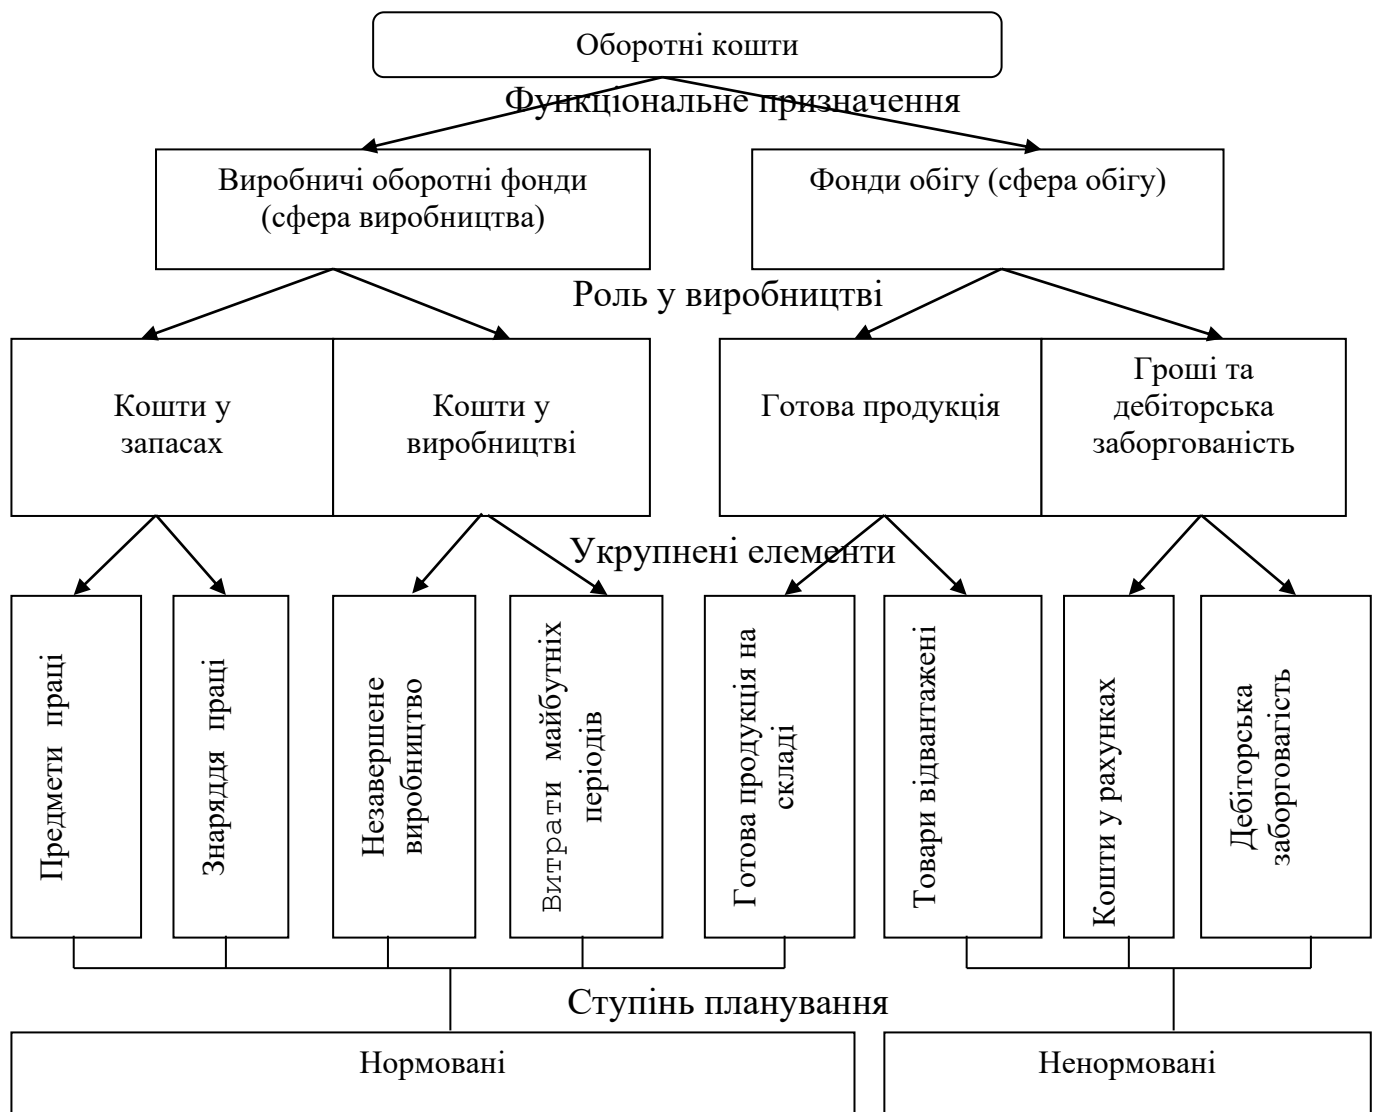 Оборотні кошти
Функціональне призначення
Виробничі оборотні фонди
(сфера виробництва)
Фонди обігу (сфера обігу)
Роль у виробництві
Кошти у
запасах
Кошти у
виробництві
Готова продукція
Гроші та
дебіторська
заборгованість
Укрупнені елементи
Предмети праці
Знаряддя праці
Незавершене
виробництво
Витрати майбутніх
періодів
Готова продукція на
складі
Товари відвантажені
Кошти у рахунках
Дебіторська
заборговагість
Ступінь планування
Нормовані
Ненормовані